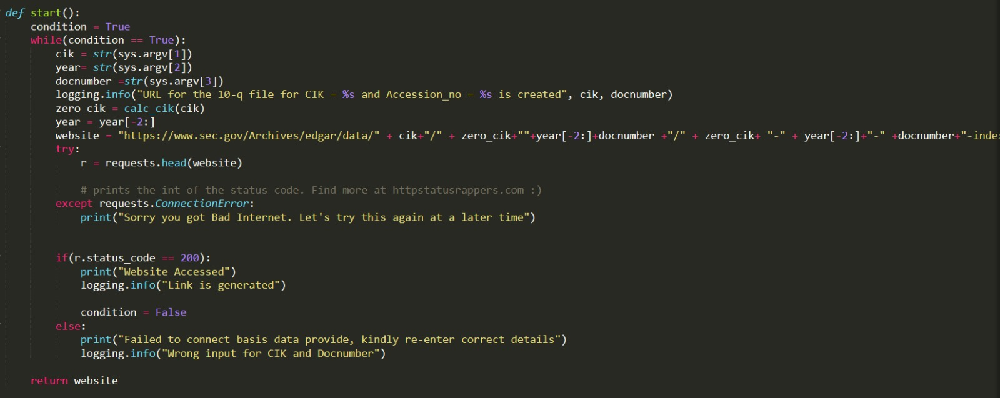 def start():
    condition = True
    while(condition == True):
        cik = str(sys.argv[1])
        year= str(sys.argv[2])
        docnumber =str(sys.argv[3])
        logging.info("URL for the 10-q file for CIK = %s and Accession_no = %s is created", cik, docnumber)
        zero_cik = calc_cik(cik)
        year = year[-2:]
        website = "https://www.sec.gov/Archives/edgar/data/" + cik+"/" + zero_cik+""+year[-2:]+docnumber +"/" + zero_cik+ "-" + year[-2:]+"-" +docnumber+"-inde
        try:
            r = requests.head(website)
            # prints the int of the status code. Find more at httpstatusrappers.com :)
        except requests.ConnectionError:
            print("Sorry you got Bad Internet. Let's try this again at a later time")
        if(r.status_code == 200):
            print("Website Accessed")
            logging.info("Link is generated")
            condition = False
        else:
            print("Failed to connect basis data provide, kindly re-enter correct details")
            logging.info("Wrong input for CIK and Docnumber")
    return website